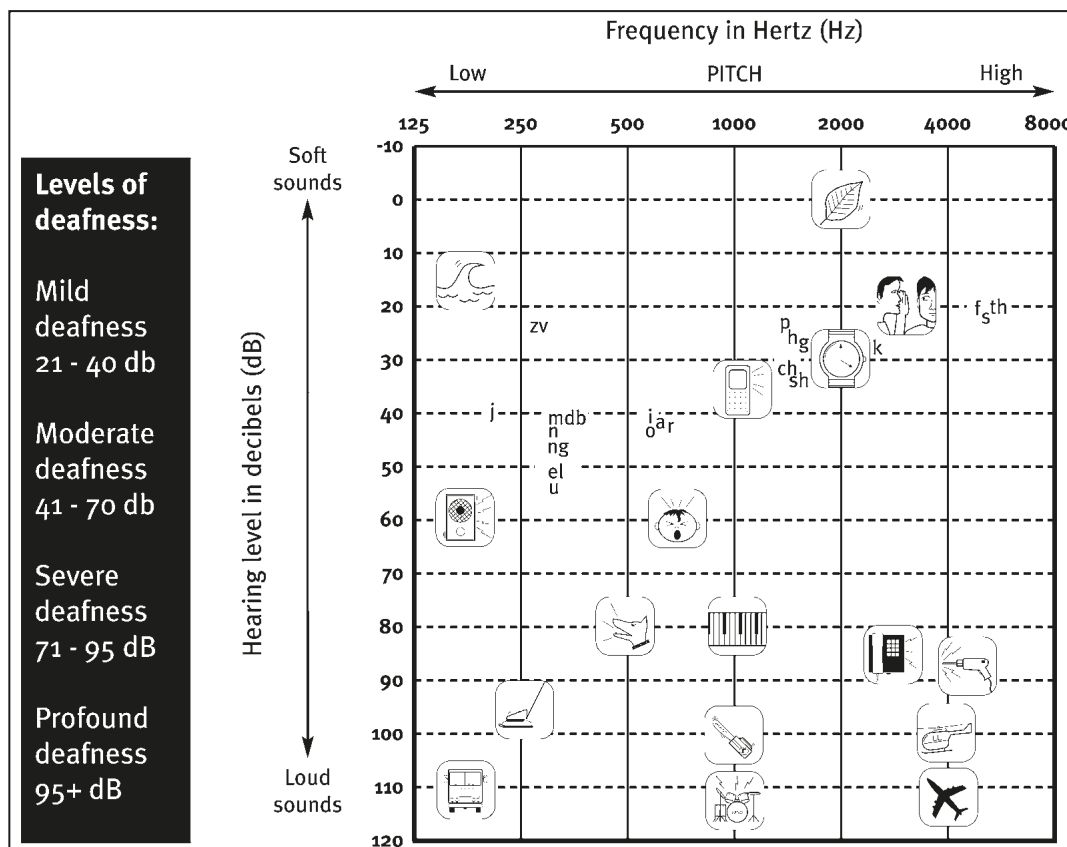 Frequency in Hertz (Hz)
Low PITCH High
125 250 500 1000 2000 4000 8000
Levels of
deafness:
Mild
deafness
21 - 40 db
Moderate
deafness
41 - 70 db
Severe
deafness
71 - 95 dB
Profound
deafness
95+ dB
Soft
sounds
Hearing level in decibels (dB)
Loud
sounds
-10
0
10
20
30
40
50
60
70
80
90
100
110
120
f s th
zv
p h g
k
ch sh
j
mdb
n
ng
el
u
i a r
o